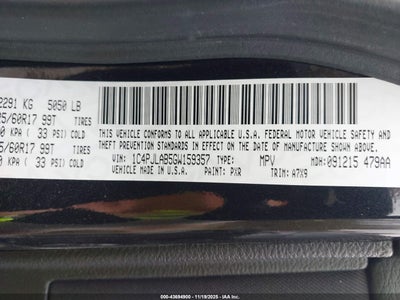 2291 KG 5050 LB
5/60R17 99T TIRES
0 KPA ( 33 PSI) COLD
5/60R17 99T TIRES
0 KPA ( 33 PSI) COLD
THIS VEHICLE CONFORMS TO ALL APPLICABLE U.S.A. FEDERAL MOTOR VEHICLE SAFETY AND
THEFT PREVENTION STANDARDS IN EFFECT ON THE DATE OF MANUFACTURE SHOWN ABOVE.
VIN: 1C4PJLAB5GW159357 TYPE: MPV MDH: 091215 479AA
VEHICLE MADE IN U.S.A. PAINT: PXR TRIM: A7X9
000-43694900 | 11/18/2025 - IAAI.COM